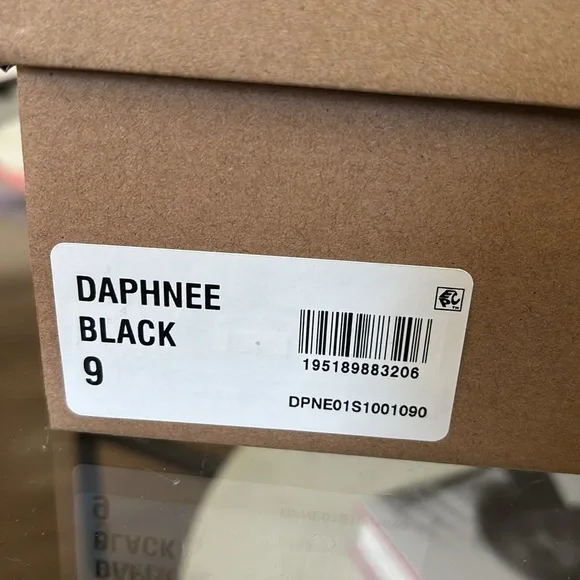 DAPHNEE
BLACK
9
195189883206
DPNE01S1001090